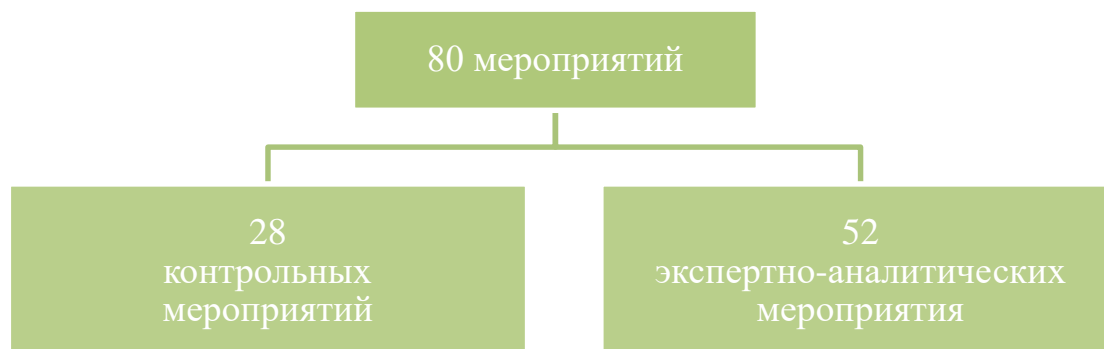 80 мероприятий
28
контрольных
мероприятий
52
экспертно-аналитических
мероприятия